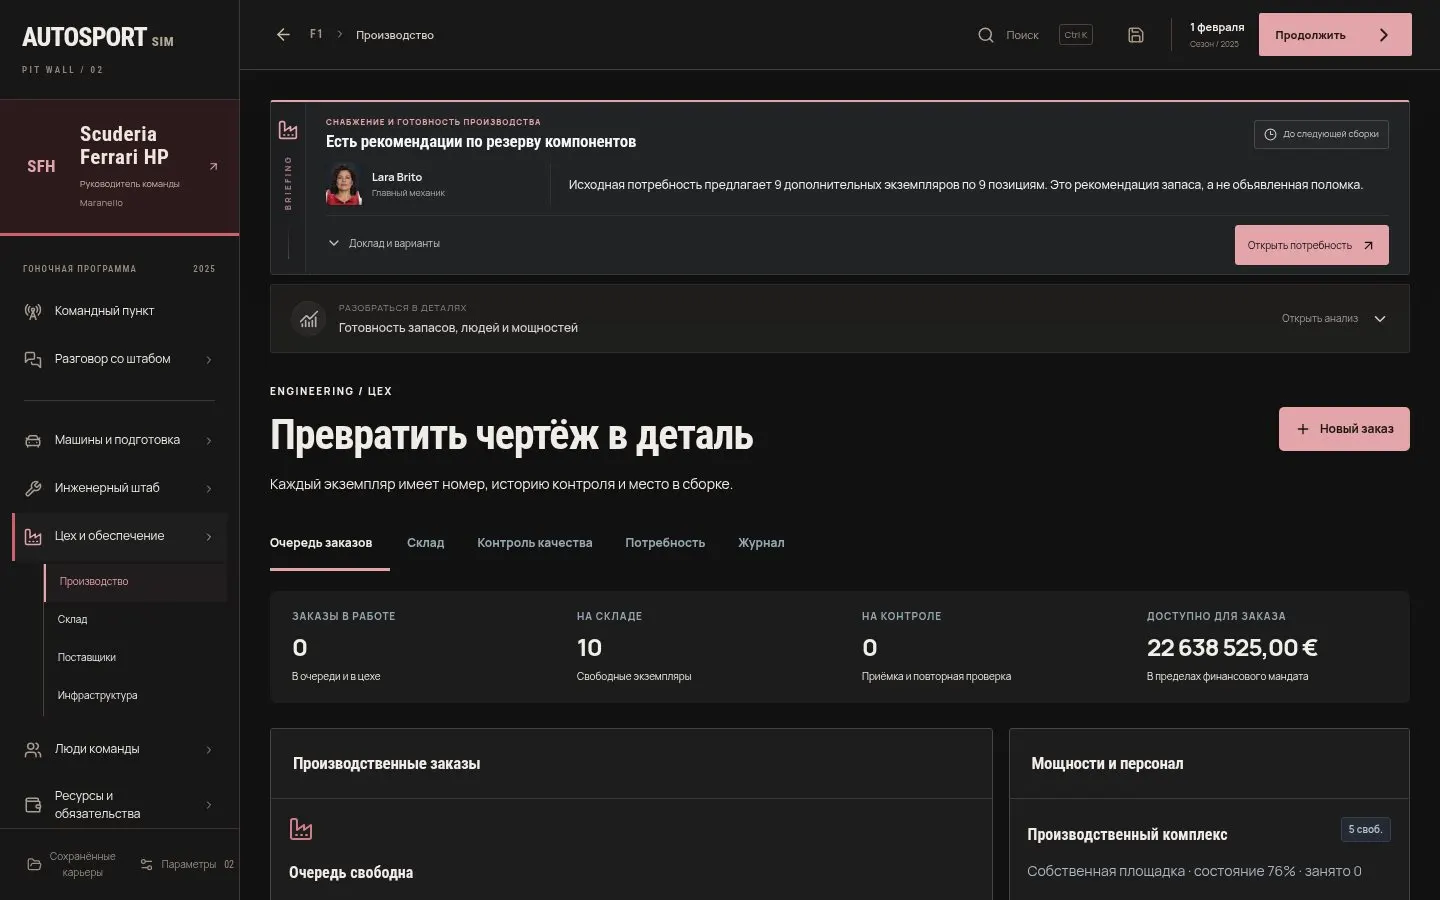 AUTOSPORT SIM
PIT WALL / 02
SFH
Scuderia
Ferrari HP
Руководитель команды
Maranello
ГОНОЧНАЯ ПРОГРАММА 2025
Командный пункт
Разговор со штабом
Машины и подготовка
Инженерный штаб
Цех и обеспечение
Производство
Склад
Поставщики
Инфраструктура
Люди команды
Ресурсы и
обязательства
Сохранённые
карьеры
Параметры 02
F1 Производство
Поиск Ctrl K
1 февраля
Сезон / 2025
Продолжить
BRIEFING
СНАБЖЕНИЕ И ГОТОВНОСТЬ ПРОИЗВОДСТВА
Есть рекомендации по резерву компонентов
До следующей сборки
Lara Brito
Главный механик
Исходная потребность предлагает 9 дополнительных экземпляров по 9 позициям. Это рекомендация запаса, а не объявленная поломка.
Доклад и варианты
Открыть потребность
РАЗОБРАТЬСЯ В ДЕТАЛЯХ
Готовность запасов, людей и мощностей
Открыть анализ
ENGINEERING / ЦЕХ
Превратить чертёж в деталь
Новый заказ
Каждый экземпляр имеет номер, историю контроля и место в сборке.
Очередь заказов Склад Контроль качества Потребность Журнал
ЗАКАЗЫ В РАБОТЕ
0
В очереди и в цехе
НА СКЛАДЕ
10
Свободные экземпляры
НА КОНТРОЛЕ
0
Приёмка и повторная проверка
ДОСТУПНО ДЛЯ ЗАКАЗА
22 638 525,00 €
В пределах финансового мандата
Производственные заказы
Очередь свободна
Мощности и персонал
Производственный комплекс
5 своб.
Собственная площадка · состояние 76% · занято 0